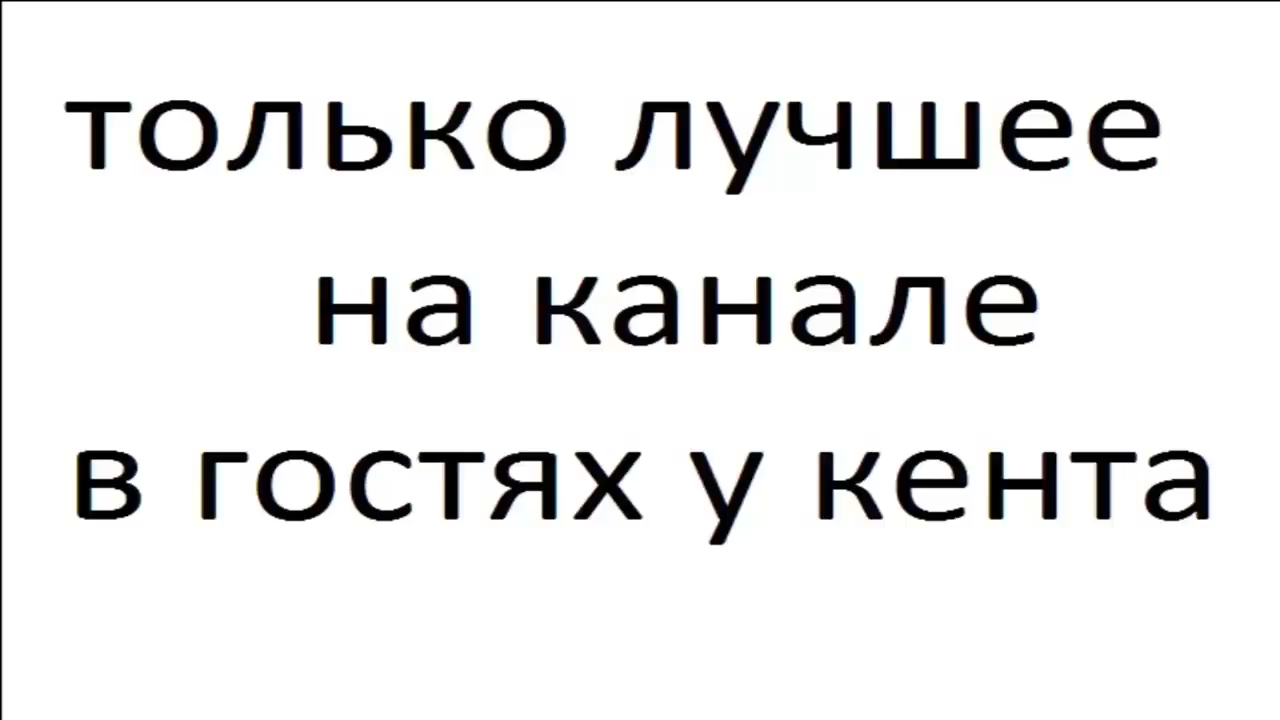 только лучшее
на канале
в гостях у кента